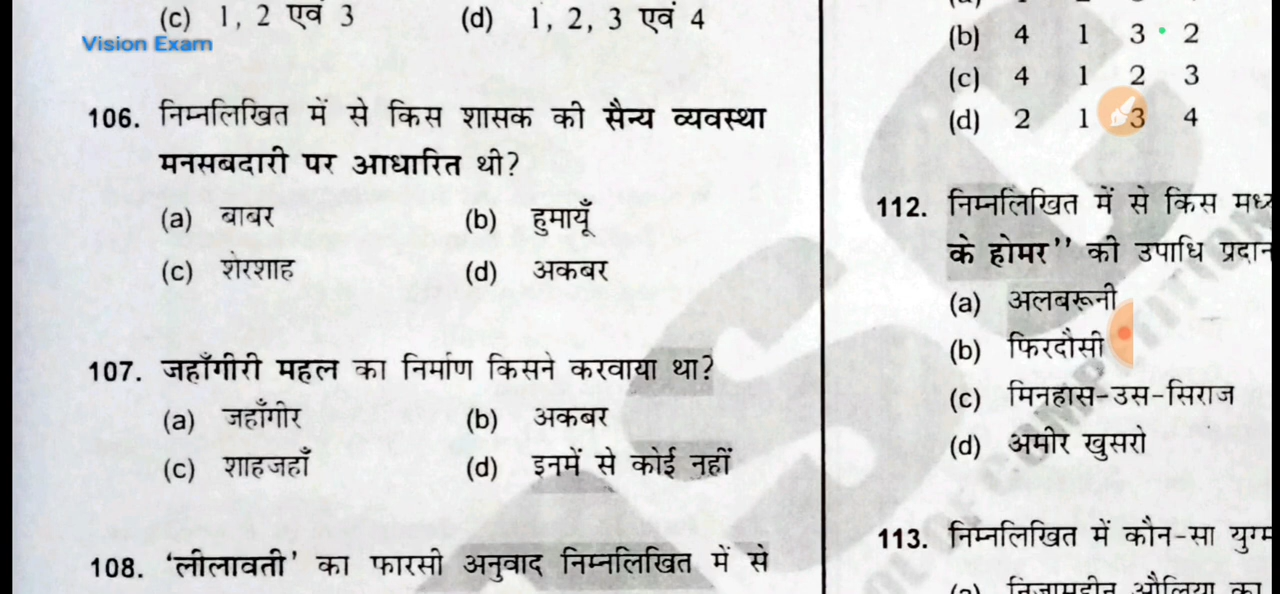 (c) 1, 2 एवं 3 (d) 1, 2, 3 एवं 4
Vision Exam
106. निम्नलिखित में से किस शासक की सैन्य व्यवस्था
मनसबदारी पर आधारित थी?
(a) बाबर (b) हुमायूँ
(c) शेरशाह (d) अकबर
107. जहाँगीरी महल का निर्माण किसने करवाया था?
(a) जहाँगीर (b) अकबर
(c) शाहजहाँ (d) इनमें से कोई नहीं
108. ‘लीलावती’ का फारसी अनुवाद निम्नलिखित में से
(b) 4 1 3 2
(c) 4 1 2 3
(d) 2 1 3 4
112. निम्नलिखित में से किस
के होमर’’ की उपाधि
(a) अलबरूनी
(b) फिरदौसी
(c) मिनहास-उस-सिराज
(d) अमीर खुसरो
113. निम्नलिखित में कौन-सा युग्म
निजामुद्दीन औलिया का